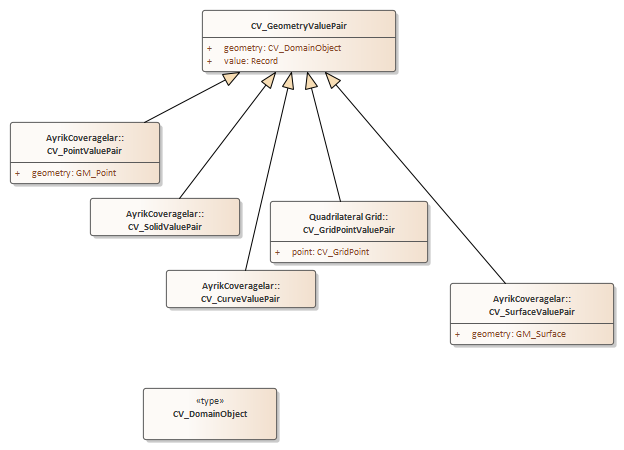 CV_GeometryValuePair
+ geometry: CV_DomainObject
+ value: Record
AyrikCoveragelar::
CV_PointValuePair
+ geometry: GM_Point
AyrikCoveragelar::
CV_SolidValuePair
Quadrilateral Grid::
CV_GridPointValuePair
+ point: CV_GridPoint
AyrikCoveragelar::
CV_CurveValuePair
AyrikCoveragelar::
CV_SurfaceValuePair
+ geometry: GM_Surface
«type»
CV_DomainObject